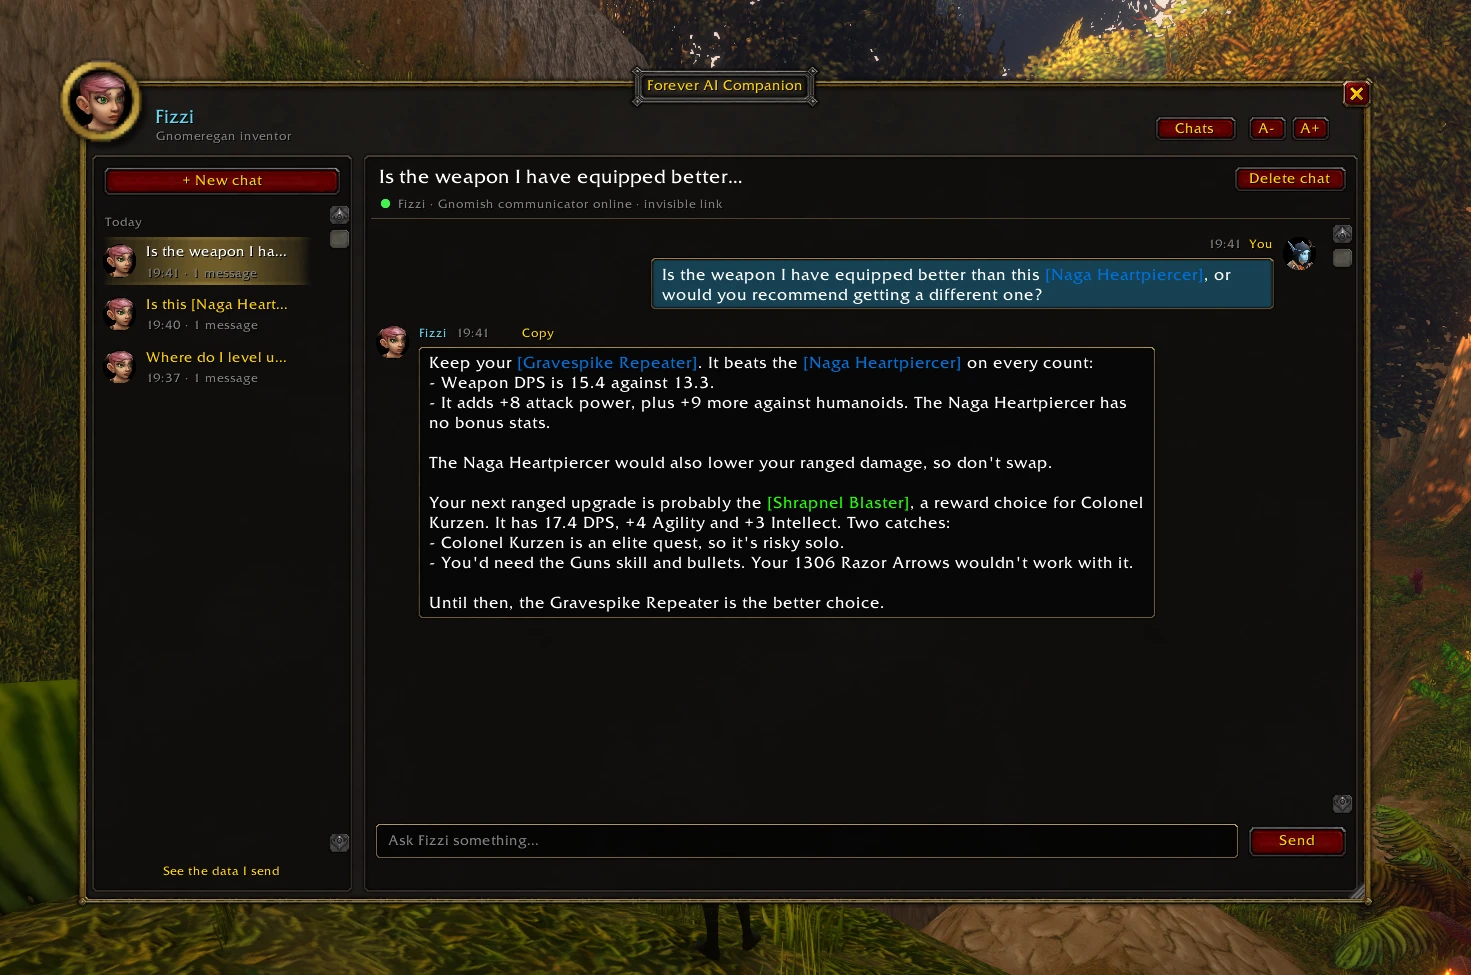 Forever AI Companion
Fizzi
Gnomeregan inventor
Chats
A-
A+
+ New chat
Today
Is the weapon I ha...
19:41 · 1 message
Is this [Naga Heart...
19:40 · 1 message
Where do I level u...
19:37 · 1 message
See the data I send
Is the weapon I have equipped better...
Delete chat
Fizzi · Gnomish communicator online · invisible link
19:41 You
Is the weapon I have equipped better than this [Naga Heartpiercer], or
would you recommend getting a different one?
Fizzi 19:41 Copy
Keep your [Gravespike Repeater]. It beats the [Naga Heartpiercer] on every count:
- Weapon DPS is 15.4 against 13.3.
- It adds +8 attack power, plus +9 more against humanoids. The Naga Heartpiercer has
no bonus stats.
The Naga Heartpiercer would also lower your ranged damage, so don't swap.
Your next ranged upgrade is probably the [Shrapnel Blaster], a reward choice for Colonel
Kurzen. It has 17.4 DPS, +4 Agility and +3 Intellect. Two catches:
- Colonel Kurzen is an elite quest, so it's risky solo.
- You'd need the Guns skill and bullets. Your 1306 Razor Arrows wouldn't work with it.
Until then, the Gravespike Repeater is the better choice.
Ask Fizzi something...
Send